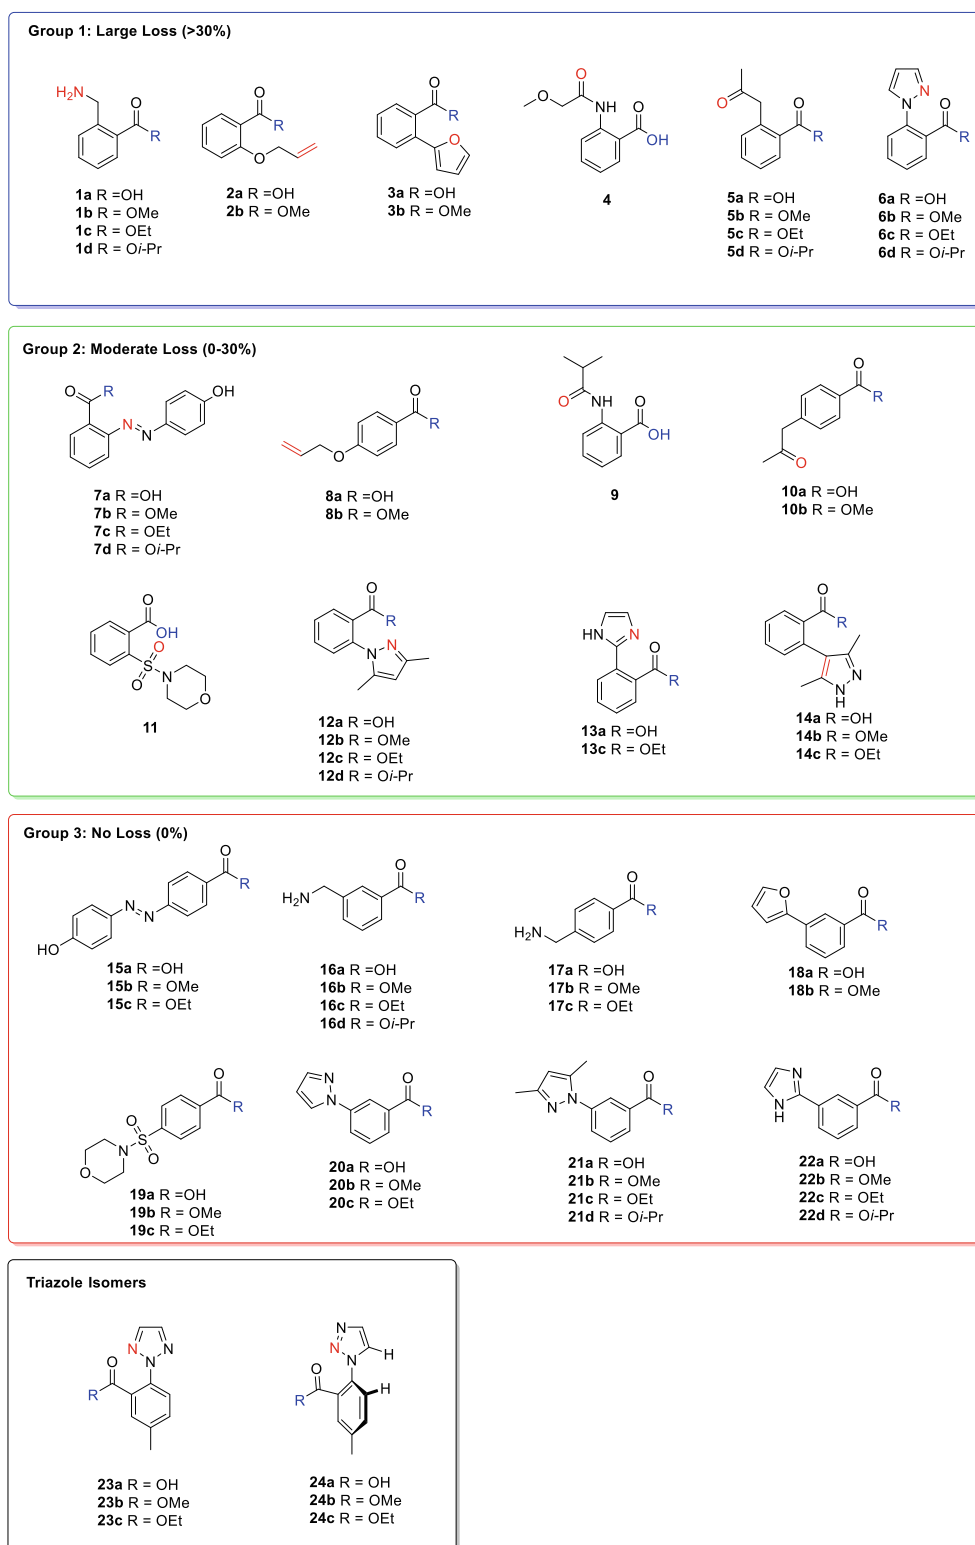 Group 1: Large Loss (>30%)
H2N
O
R
1a R =OH
1b R = OMe
1c R = OEt
1d R = Oi-Pr
O
R
O
2a R =OH
2b R = OMe
O
R
O
3a R =OH
3b R = OMe
O
O
NH
O
OH
4
O
O
R
5a R =OH
5b R = OMe
5c R = OEt
5d R = Oi-Pr
N
N
O
R
6a R =OH
6b R = OMe
6c R = OEt
6d R = Oi-Pr
Group 2: Moderate Loss (0-30%)
O
R
N
N
OH
7a R =OH
7b R = OMe
7c R = OEt
7d R = Oi-Pr
O
R
O
8a R =OH
8b R = OMe
O
NH
O
OH
9
O
R
O
10a R =OH
10b R = OMe
O
OH
O
S
O
N
O
11
O
R
N
N
12a R =OH
12b R = OMe
12c R = OEt
12d R = Oi-Pr
HN
N
O
R
13a R =OH
13c R = OEt
O
R
N
N
H
14a R =OH
14b R = OMe
14c R = OEt
Group 3: No Loss (0%)
O
R
N
N
HO
15a R =OH
15b R = OMe
15c R = OEt
H2N
O
R
16a R =OH
16b R = OMe
16c R = OEt
16d R = Oi-Pr
O
R
H2N
17a R =OH
17b R = OMe
17c R = OEt
O
O
R
18a R =OH
18b R = OMe
O
R
O
S
O
N
O
19a R =OH
19b R = OMe
19c R = OEt
N
N
O
R
20a R =OH
20b R = OMe
20c R = OEt
N
N
O
R
21a R =OH
21b R = OMe
21c R = OEt
21d R = Oi-Pr
N
N
H
O
R
22a R =OH
22b R = OMe
22c R = OEt
22d R = Oi-Pr
Triazole Isomers
N
N
N
O
R
23a R = OH
23b R = OMe
23c R = OEt
N
N
N
H
O
H
R
24a R = OH
24b R = OMe
24c R = OEt